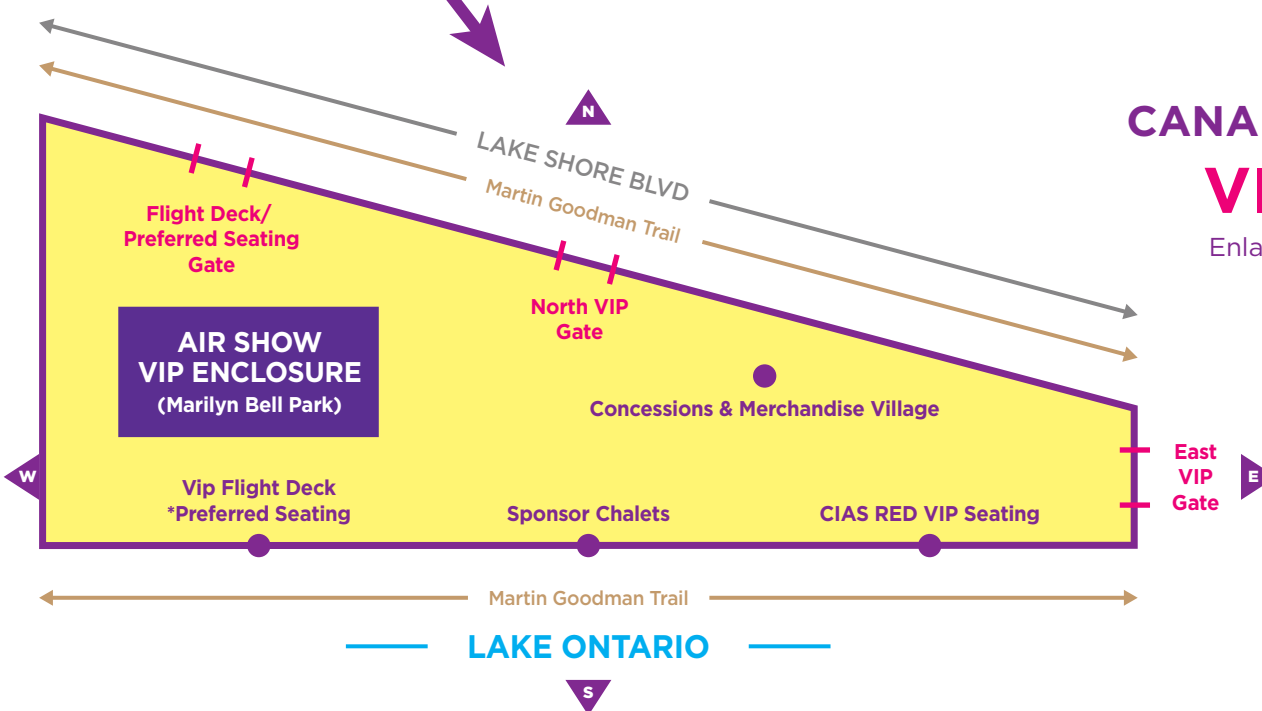 N
LAKE SHORE BLVD
Martin Goodman Trail
CANA
VI
Enla
Flight Deck/
Preferred Seating
Gate
North VIP
Gate
AIR SHOW
VIP ENCLOSURE
(Marilyn Bell Park)
Concessions & Merchandise Village
W
East
VIP
Gate
E
Vip Flight Deck
*Preferred Seating
Sponsor Chalets
CIAS RED VIP Seating
Martin Goodman Trail
LAKE ONTARIO
S